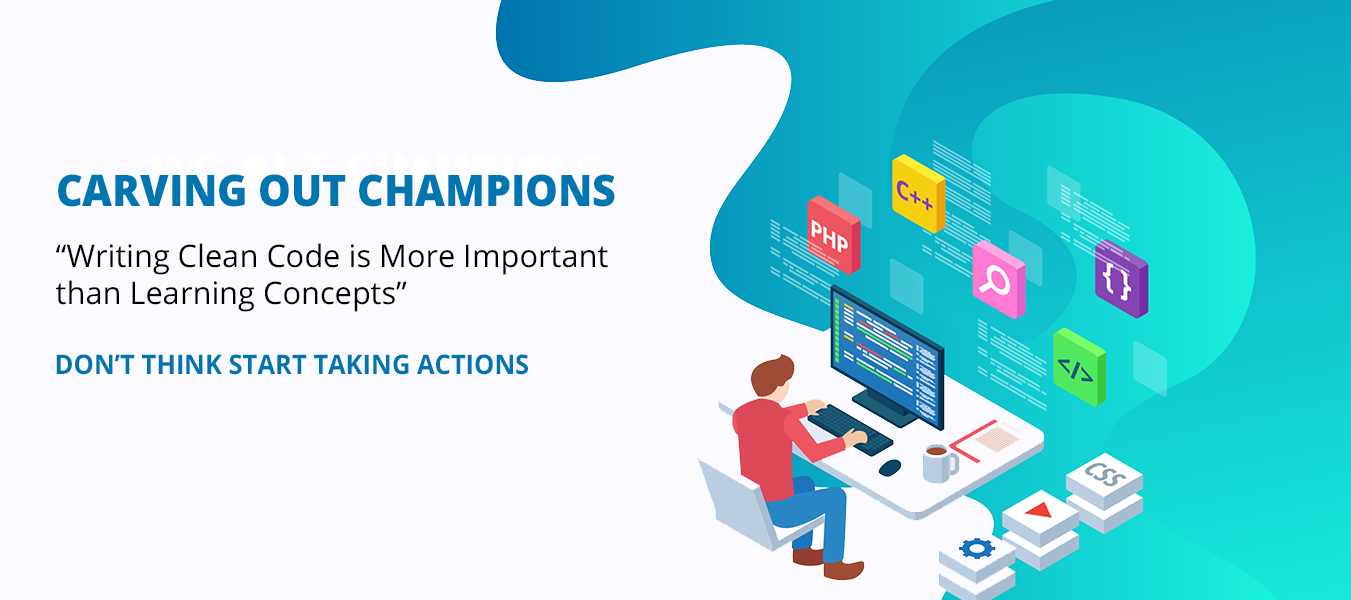 CARVING OUT CHAMPIONS
“Writing Clean Code is More Important
than Learning Concepts”
DON’T THINK START TAKING ACTIONS
C++
PHP
{}
</>
CSS